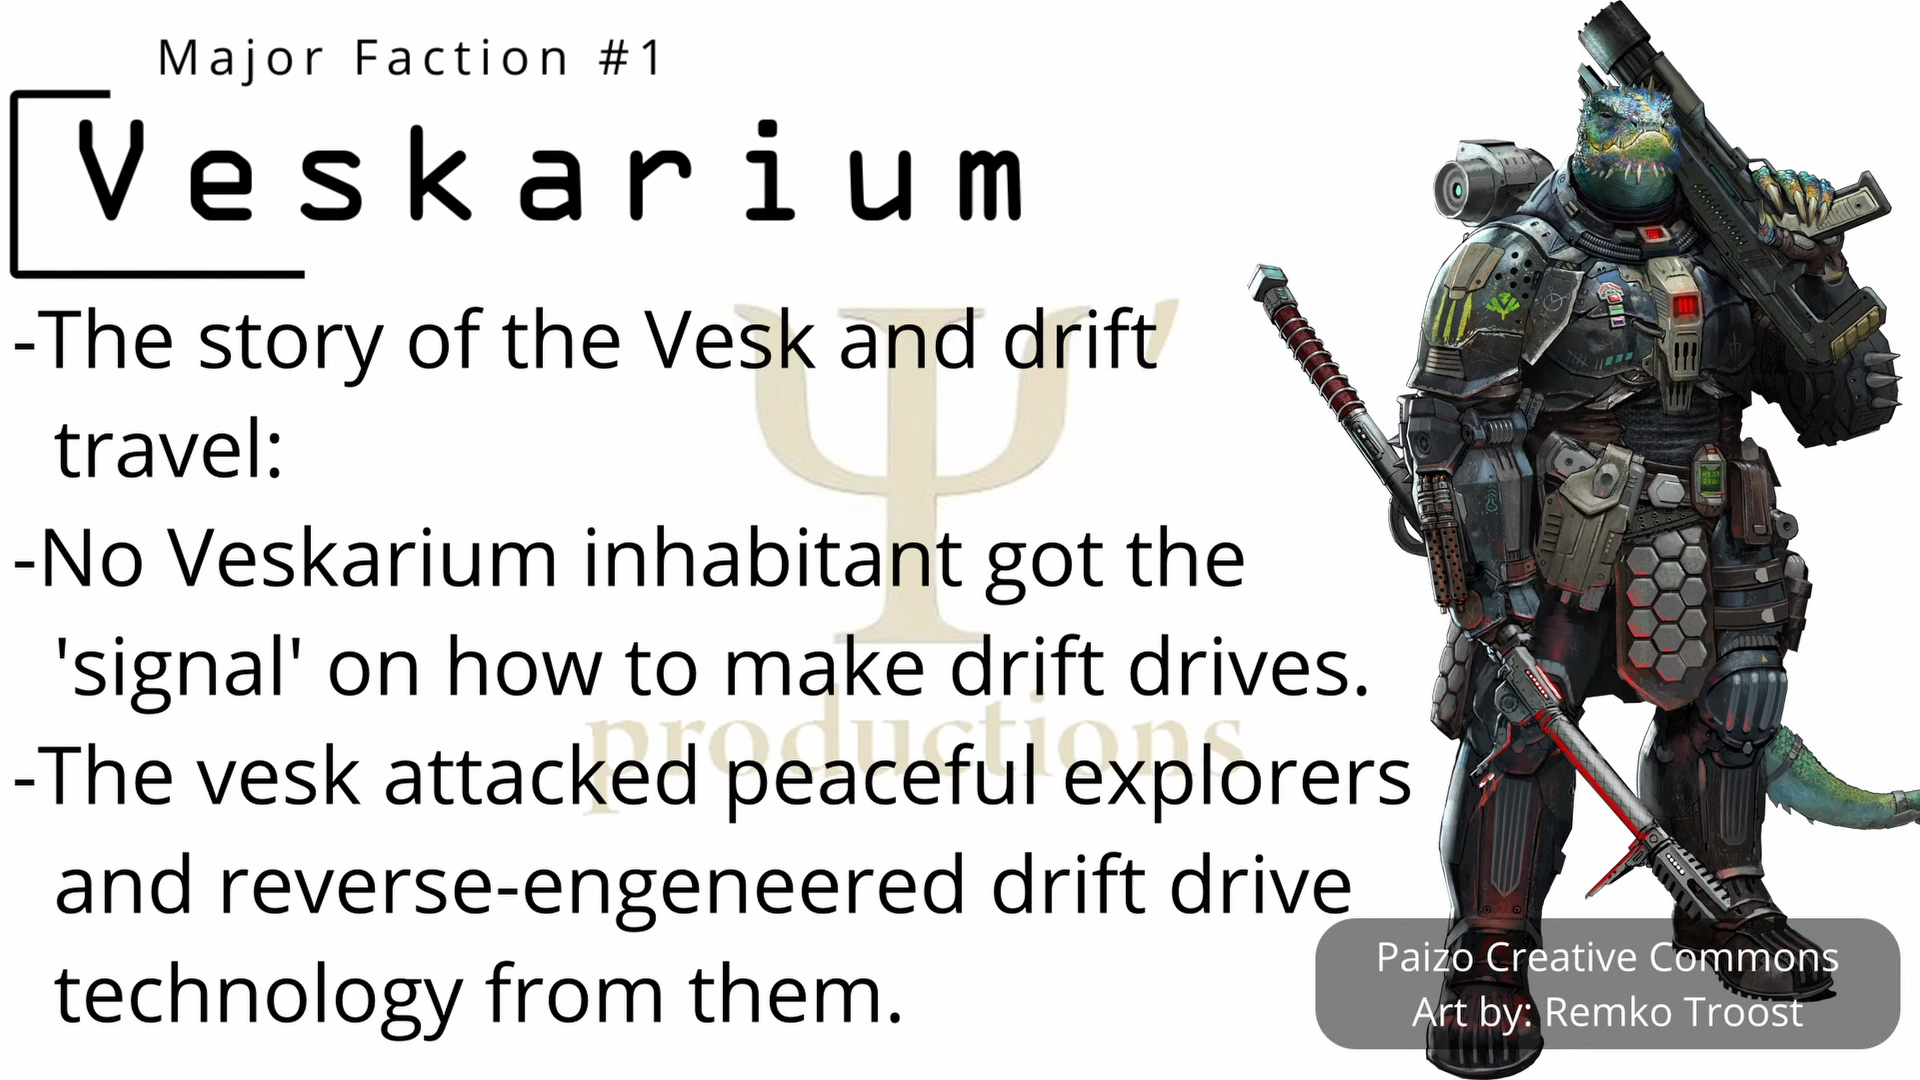 Major Faction #1
Veskarium
-The story of the Vesk and drift
travel:
-No Veskarium inhabitant got the
'signal' on how to make drift drives.
-The vesk attacked peaceful explorers
and reverse-engeneered drift drive
technology from them.
Ψ
productions
Paizo Creative Commons
Art by: Remko Troost